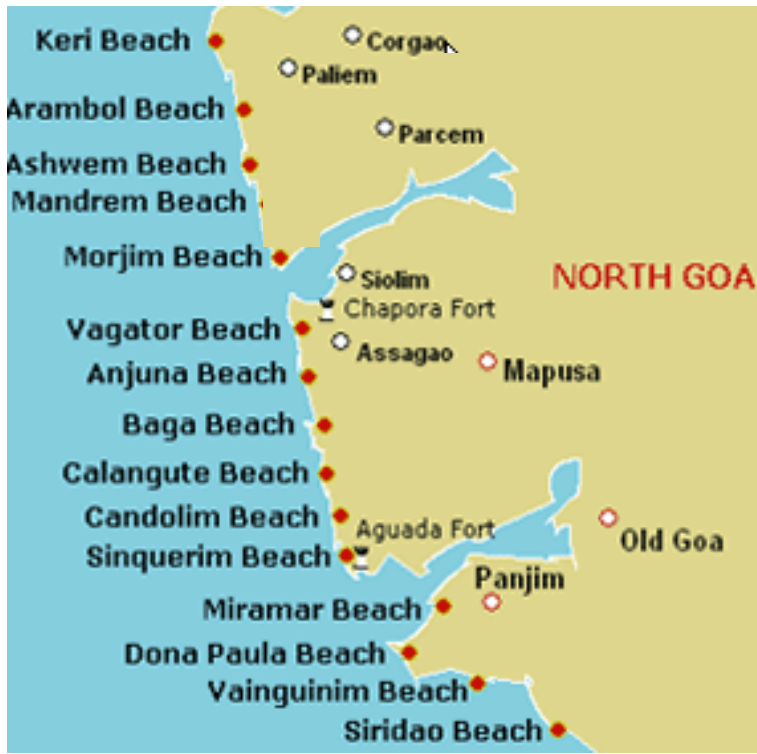 Keri Beach
Corgao
Paliem
Arambol Beach
Parcem
Ashwem Beach
Mandrem Beach
Morjim Beach
Siolim
NORTH GOA
Chapora Fort
Vagator Beach
Assagao
Mapusa
Anjuna Beach
Baga Beach
Calangute Beach
Candolim Beach
Aguada Fort
Old Goa
Sinquerim Beach
Panjim
Miramar Beach
Dona Paula Beach
Vainguinim Beach
Siridao Beach